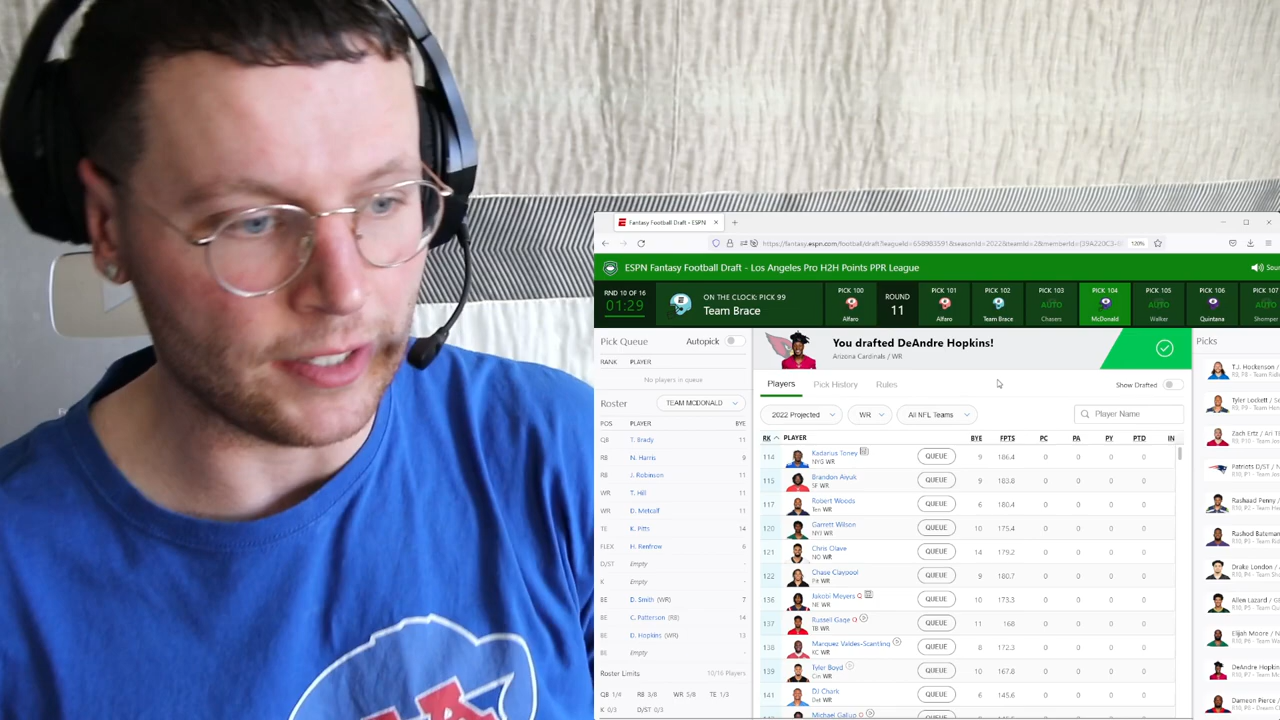 Fantasy Football Draft - ESPN
120%
ESPN Fantasy Football Draft - Los Angeles Pro H2H Points PPR League
RND 10 OF 16
01:29
ON THE CLOCK: PICK 99
Team Brace
PICK 100
Alfaro
ROUND
11
PICK 101
Alfaro
PICK 102
Team Brace
PICK 103
AUTO
Chasers
PICK 104
McDonald
PICK 105
AUTO
Walker
PICK 106
Quintana
PICK 107
AUTO
Shomper
Pick Queue
Autopick
RANK PLAYER
No players in queue
Roster
TEAM MCDONALD
POS PLAYER BYE
QB T. Brady 11
RB N. Harris 9
RB J. Robinson 11
WR T. Hill 11
WR D. Metcalf 11
TE K. Pitts 14
FLEX H. Renfrow 6
D/ST Empty -
K Empty -
BE D. Smith (WR) 7
BE C. Patterson (RB) 14
BE D. Hopkins (WR) 13
BE Empty -
Roster Limits 10/16 Players
QB 1/4 RB 3/8 WR 5/8 TE 1/3
K 0/3 D/ST 0/3
You drafted DeAndre Hopkins!
Arizona Cardinals / WR
Players Pick History Rules
Show Drafted
2022 Projected WR All NFL Teams Player Name
RK PLAYER BYE FPTS PC PA PY PTD IN
114 Kadarius Toney QUEUE 9 186.4 0 0 0 0
NYG WR
115 Brandon Aiyuk QUEUE 9 183.8 0 0 0 0
SF WR
117 Robert Woods QUEUE 6 180.4 0 0 0 0
Ten WR
120 Garrett Wilson QUEUE 10 175.4 0 0 0 0
NYJ WR
121 Chris Olave QUEUE 14 179.2 0 0 0 0
NO WR
122 Chase Claypool QUEUE 9 180.7 0 0 0 0
Pit WR
136 Jakobi Meyers Q QUEUE 10 173.3 0 0 0 0
NE WR
137 Russell Gage Q QUEUE 11 168 0 0 0 0
TB WR
138 Marquez Valdes-Scantling QUEUE 8 172.3 0 0 0 0
KC WR
139 Tyler Boyd QUEUE 10 167.8 0 0 0 0
Cin WR
141 DJ Chark QUEUE 6 145.6 0 0 0 0
Det WR
Michael Gallup Q
Picks
T.J. Hockenson /
Tyler Lockett /
Zach Ertz / Ari TE
Patriots D/ST /
Rashaad Penny /
Rashod Bateman
Drake London /
Allen Lazard /
Elijah Moore /
DeAndre Hopkin
Dameon Pierce /